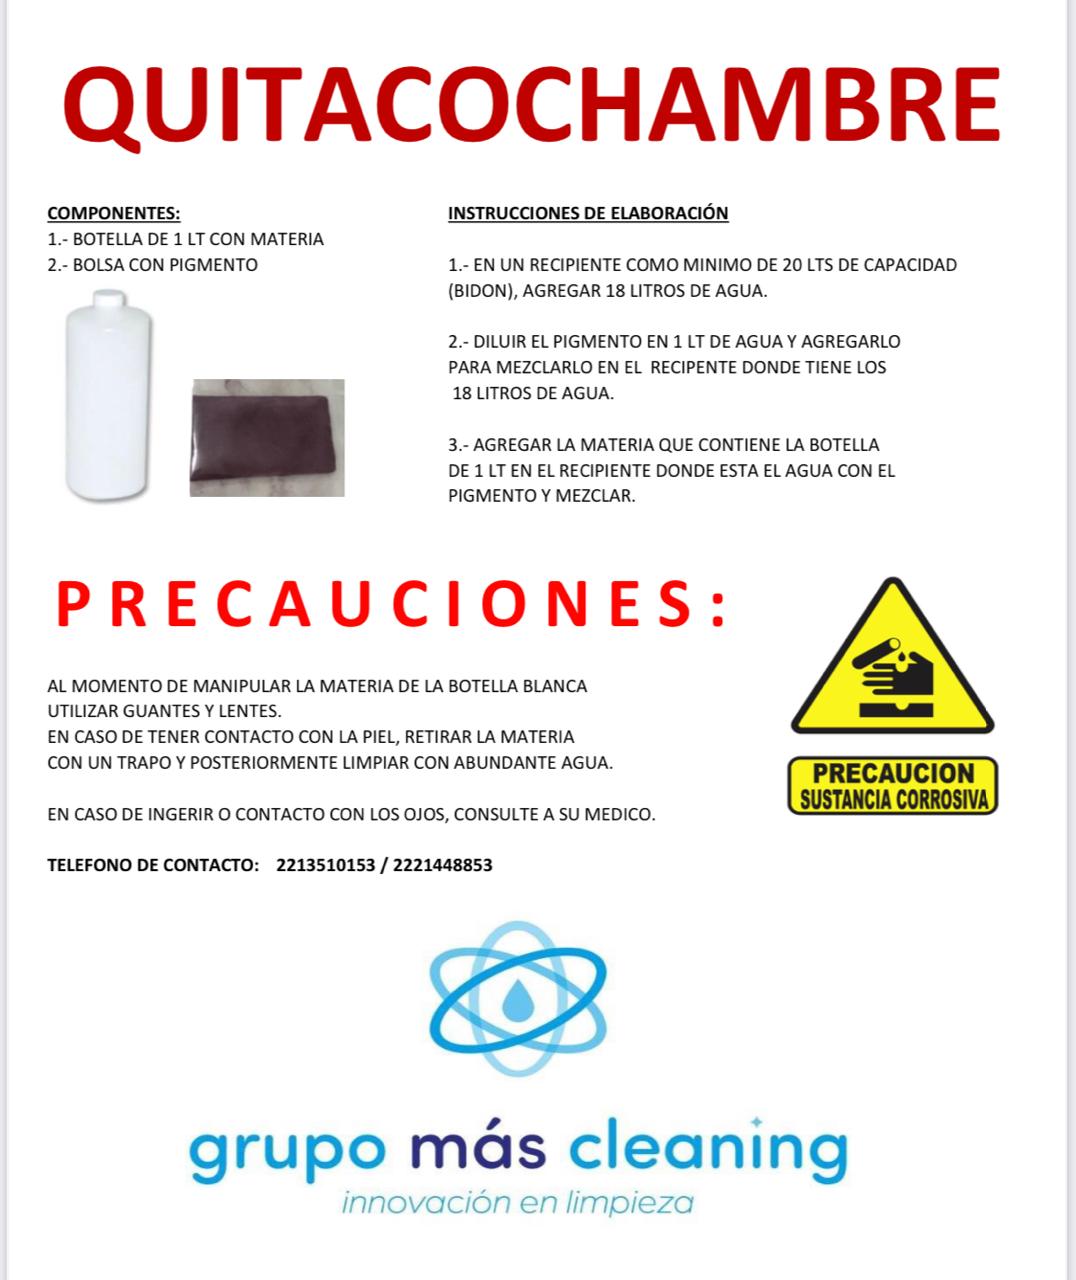 QUITACOCHAMBRE
COMPONENTES:
1.- BOTELLA DE 1 LT CON MATERIA
2.- BOLSA CON PIGMENTO
INSTRUCCIONES DE ELABORACIÓN
1.- EN UN RECIPIENTE COMO MINIMO DE 20 LTS DE CAPACIDAD
(BIDON), AGREGAR 18 LITROS DE AGUA.
2.- DILUIR EL PIGMENTO EN 1 LT DE AGUA Y AGREGARLO
PARA MEZCLARLO EN EL RECIPENTE DONDE TIENE LOS
18 LITROS DE AGUA.
3.- AGREGAR LA MATERIA QUE CONTIENE LA BOTELLA
DE 1 LT EN EL RECIPIENTE DONDE ESTA EL AGUA CON EL
PIGMENTO Y MEZCLAR.
PRECAUCIONES:
AL MOMENTO DE MANIPULAR LA MATERIA DE LA BOTELLA BLANCA
UTILIZAR GUANTES Y LENTES.
EN CASO DE TENER CONTACTO CON LA PIEL, RETIRAR LA MATERIA
CON UN TRAPO Y POSTERIORMENTE LIMPIAR CON ABUNDANTE AGUA.
EN CASO DE INGERIR O CONTACTO CON LOS OJOS, CONSULTE A SU MEDICO.
TELEFONO DE CONTACTO: 2213510153 / 2221448853
PRECAUCION
SUSTANCIA CORROSIVA
grupo más cleaning
innovación en limpieza